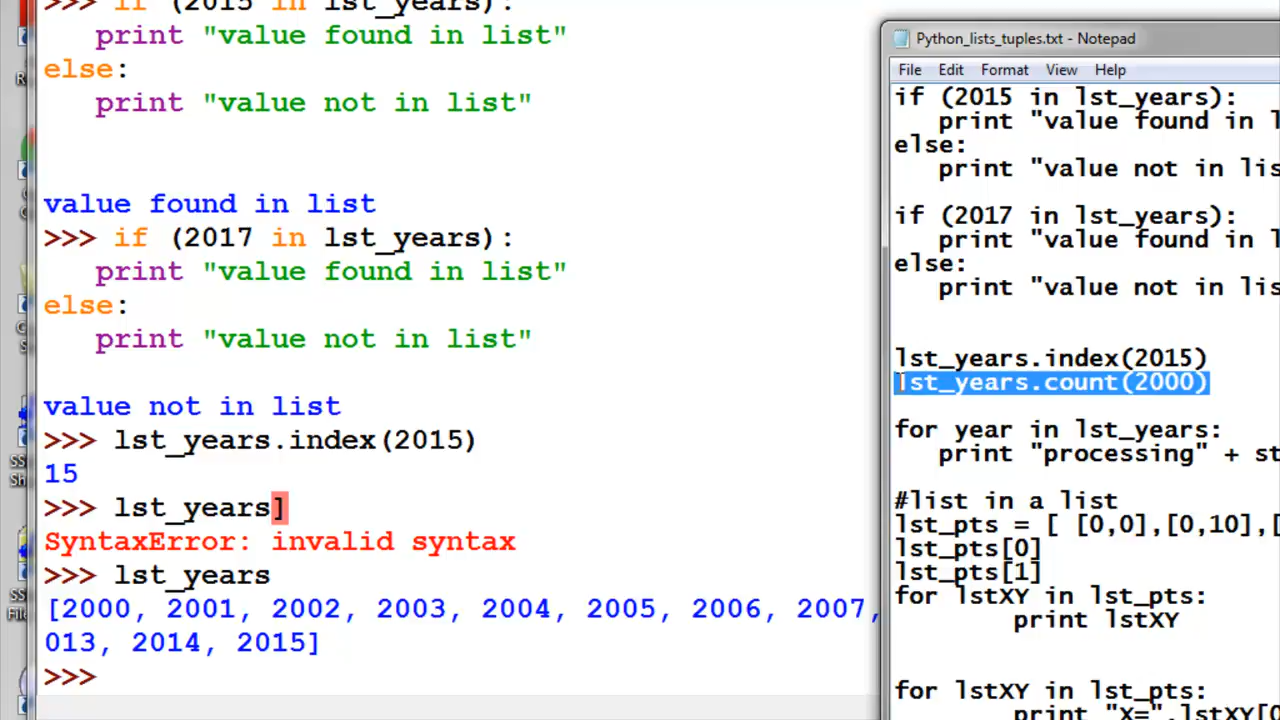 >>> if (2015 in lst_years):
print "value found in list"
else:
print "value not in list"
value found in list
>>> if (2017 in lst_years):
print "value found in list"
else:
print "value not in list"
value not in list
>>> lst_years.index(2015)
15
>>> lst_years]
SyntaxError: invalid syntax
>>> lst_years
[2000, 2001, 2002, 2003, 2004, 2005, 2006, 2007,
013, 2014, 2015]
>>>
Python_lists_tuples.txt - Notepad
File Edit Format View Help
if (2015 in lst_years):
print "value found in l
else:
print "value not in lis
if (2017 in lst_years):
print "value found in l
else:
print "value not in lis
lst_years.index(2015)
lst_years.count(2000)
for year in lst_years:
print "processing" + st
#list in a list
lst_pts = [ [0,0],[0,10],[
lst_pts[0]
lst_pts[1]
for lstXY in lst_pts:
print lstXY
for lstXY in lst_pts:
print "X=",lstXY[0